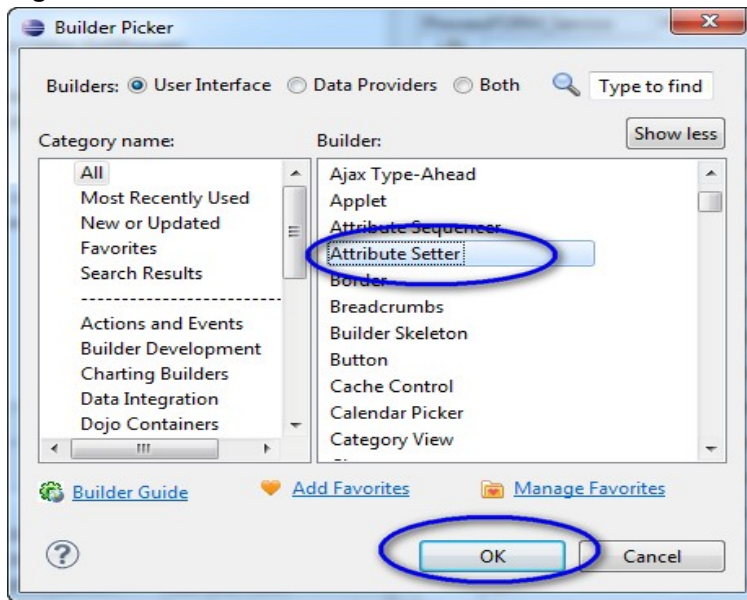 Builder Picker
Builders: User Interface Data Providers Both Type to find
Category name:
Builder:
Show less
All
Most Recently Used
New or Updated
Favorites
Search Results
----------------------
Actions and Events
Builder Development
Charting Builders
Data Integration
Dojo Containers
Ajax Type-Ahead
Applet
Attribute Sequencer
Attribute Setter
Border
Breadcrumbs
Builder Skeleton
Button
Cache Control
Calendar Picker
Category View
Builder Guide
Add Favorites
Manage Favorites
OK
Cancel